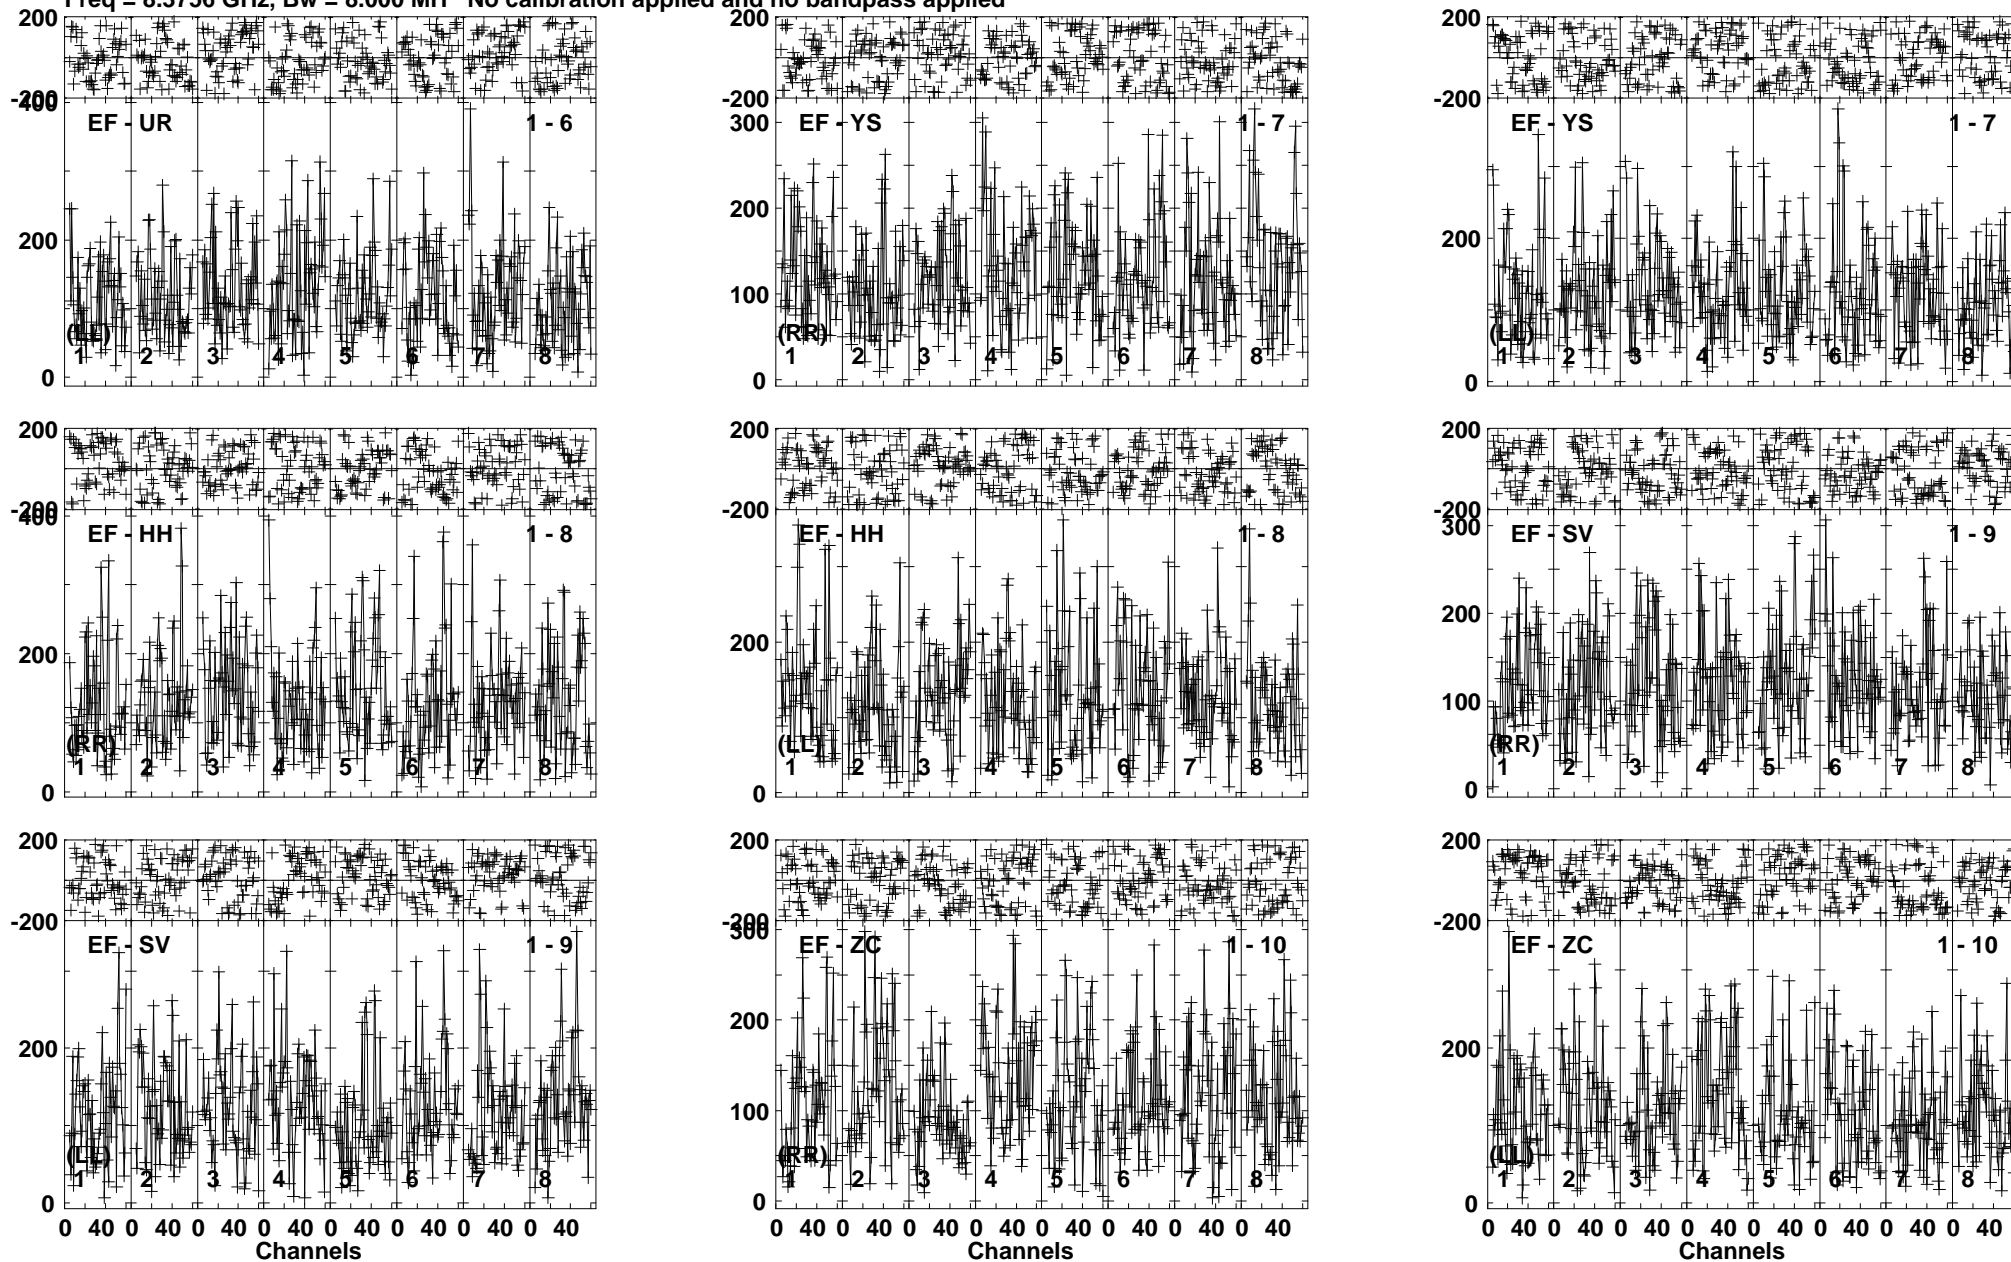 Freq = 8.3756 GHz, Bw = 8.000 MH No calibration applied and no bandpass applied
200 200 200
-200 -200 -200
400 EF - UR 1 - 6
300 EF - YS 1 - 7
EF - YS 1 - 7
200 200 200
100
(LL) (RR) (LL)
1 2 3 4 5 6 7 8
1 2 3 4 5 6 7 8
1 2 3 4 5 6 7 8
0 0 0
200 200 200
-200 -200 -200
400 EF - HH 1 - 8
EF - HH 1 - 8
300 EF - SV 1 - 9
200 200 200
100
(RR) (LL) (RR)
1 2 3 4 5 6 7 8
1 2 3 4 5 6 7 8
1 2 3 4 5 6 7 8
0 0 0
200 200 200
-200 -200 -200
EF - SV 1 - 9
300 EF - ZC 1 - 10
EF - ZC 1 - 10
200 200 200
100
(LL) (RR) (LL)
1 2 3 4 5 6 7 8
1 2 3 4 5 6 7 8
1 2 3 4 5 6 7 8
0 0 0
0 40 0 40 0 40 0 40 0 40 0 40 0 40 0 40
0 40 0 40 0 40 0 40 0 40 0 40 0 40 0 40
0 40 0 40 0 40 0 40 0 40 0 40 0 40 0 40
Channels Channels Channels